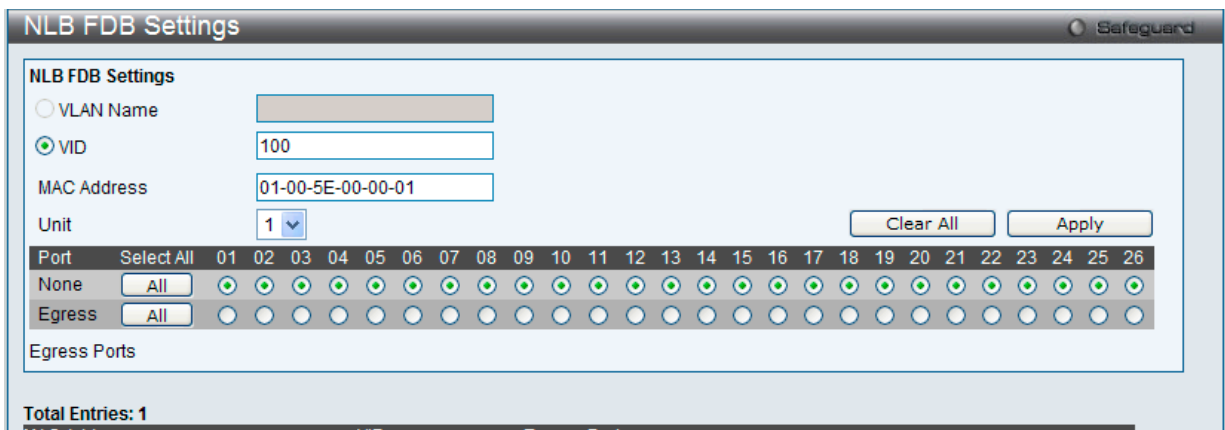 NLB FDB Settings
Safeguard
NLB FDB Settings
VLAN Name
VID 100
MAC Address 01-00-5E-00-00-01
Unit 1 Clear All Apply
Port Select All 01 02 03 04 05 06 07 08 09 10 11 12 13 14 15 16 17 18 19 20 21 22 23 24 25 26
None All
Egress All
Egress Ports
Total Entries: 1